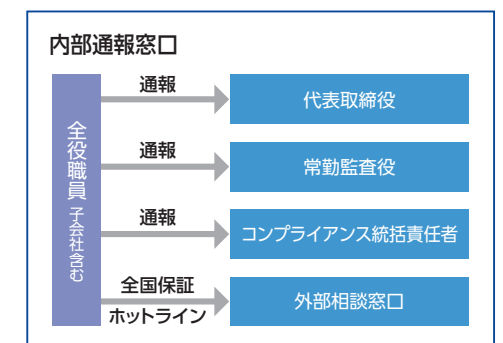 内部通報窓口
全役職員 子会社含む
通報
代表取締役
通報
常勤監査役
通報
コンプライアンス統括責任者
全国保証
ホットライン
外部相談窓口